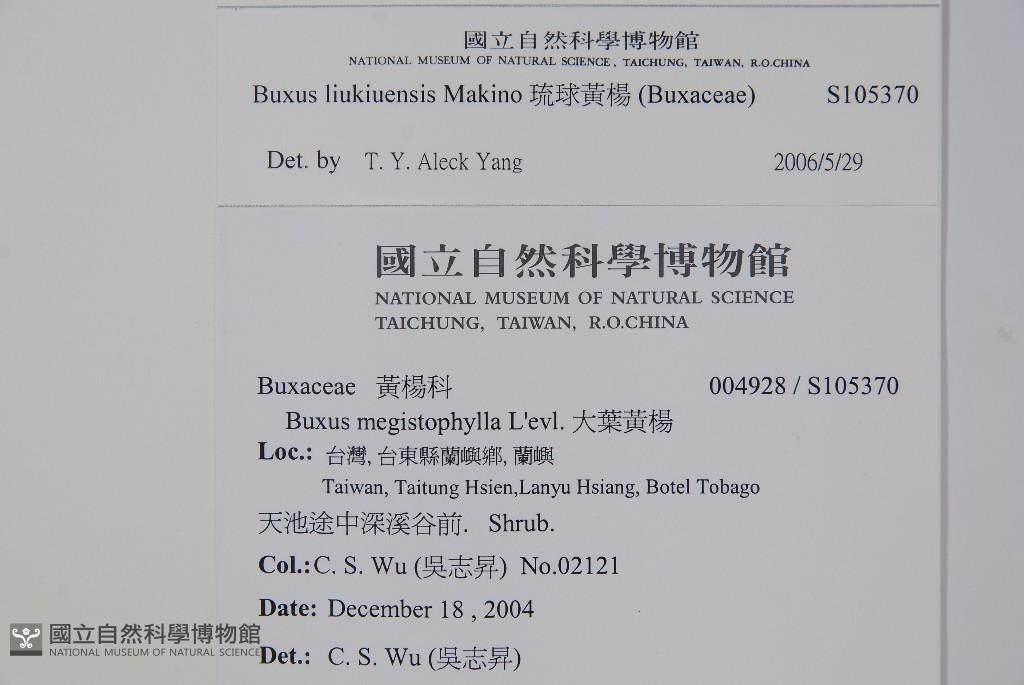 國立自然科學博物館
NATIONAL MUSEUM OF NATURAL SCIENCE, TAICHUNG, TAIWAN, R.O.CHINA
Buxus liukiuensis Makino 琉球黃楊 (Buxaceae) S105370
Det. by T. Y. Aleck Yang 2006/5/29
國立自然科學博物館
NATIONAL MUSEUM OF NATURAL SCIENCE
TAICHUNG, TAIWAN, R.O.CHINA
Buxaceae 黃楊科 004928 / S105370
Buxus megistophylla L'evl. 大葉黃楊
Loc.: 台灣, 台東縣蘭嶼鄉, 蘭嶼
Taiwan, Taitung Hsien,Lanyu Hsiang, Botel Tobago
天池途中深溪谷前. Shrub.
Col.: C. S. Wu (吳志昇) No.02121
Date: December 18 , 2004
Det.: C. S. Wu (吳志昇)
國立自然科學博物館
NATIONAL MUSEUM OF NATURAL SCIENCE